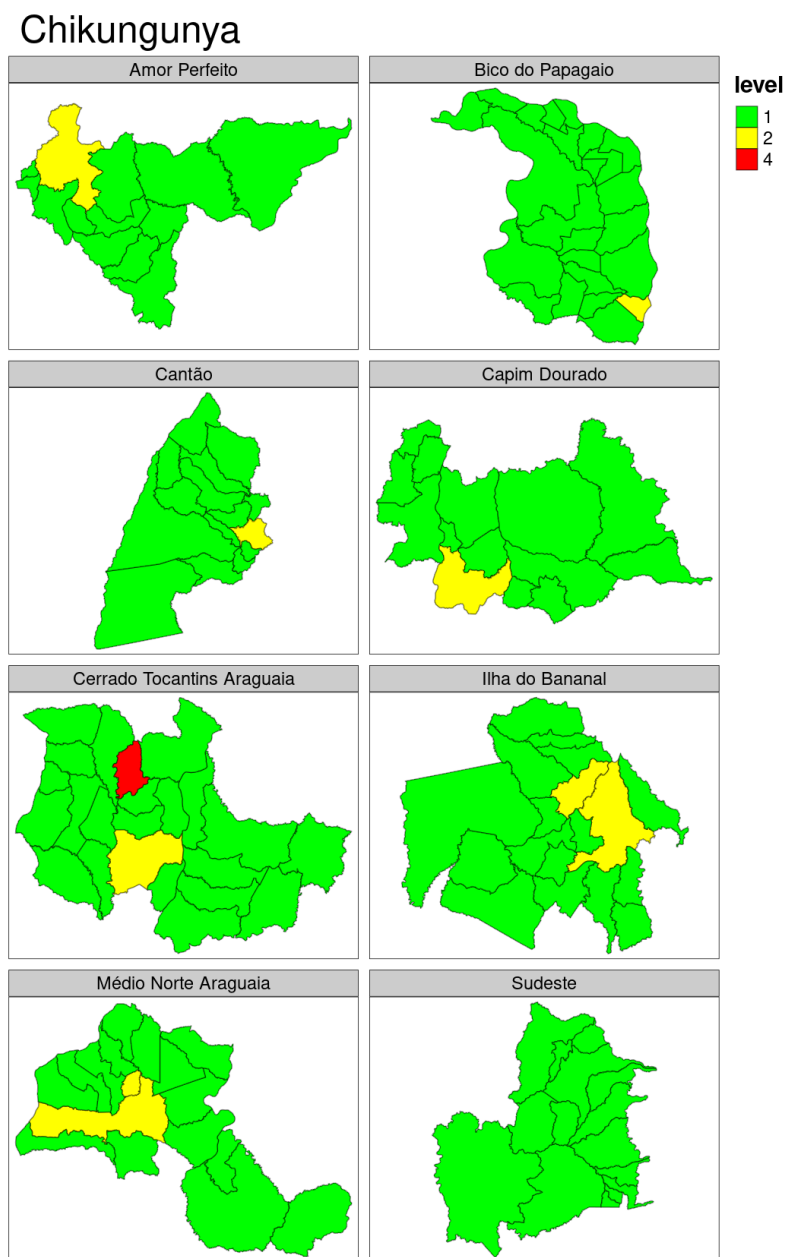 Chikungunya
Amor Perfeito
Bico do Papagaio
level
1
2
4
Cantão
Capim Dourado
Cerrado Tocantins Araguaia
Ilha do Bananal
Médio Norte Araguaia
Sudeste